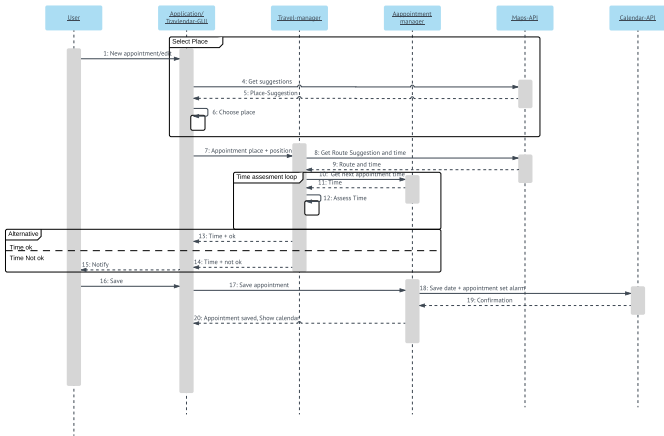 User
Application/
Travlendar-GUI
Travel-manager
Aappointment
manager
Maps-API
Calendar-API
Select Place
1: New appointment/edit
4: Get suggestions
5: Place-Suggestion
6: Choose place
7: Appointment place + position
8: Get Route Suggestion and time
9: Route and time
Time assesment loop
10: Get next appointment time
11: Time
12: Assess Time
Alternative
13: Time + ok
Time ok
Time Not ok
14: Time + not ok
15: Notify
16: Save
17: Save appointment
18: Save date + appointment set alarm
19: Confirmation
20: Appointment saved, Show calendar